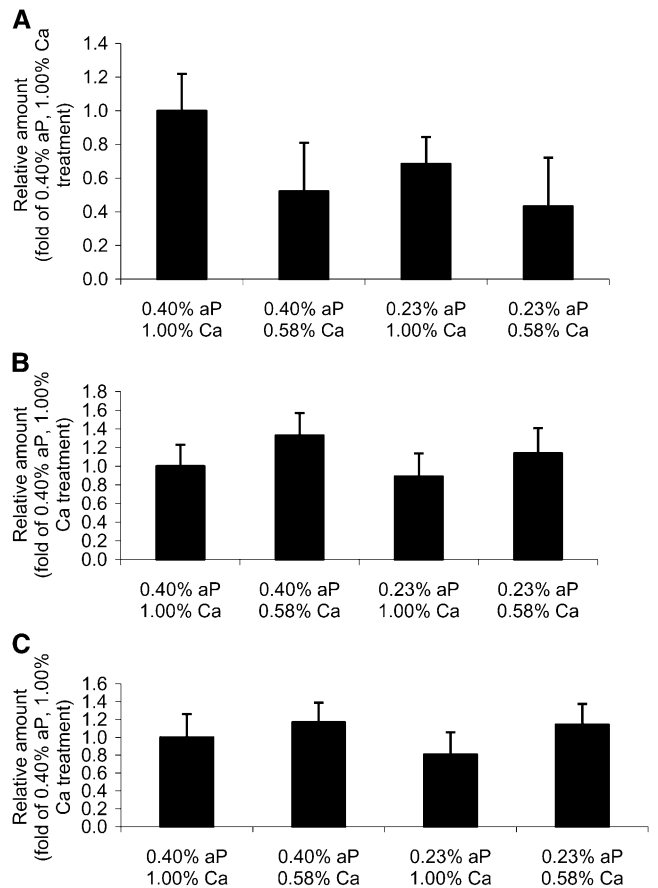 A
Relative amount
(fold of 0.40% aP, 1.00% Ca
treatment)
1.4
1.2
1.0
0.8
0.6
0.4
0.2
0.0
0.40% aP
1.00% Ca
0.40% aP
0.58% Ca
0.23% aP
1.00% Ca
0.23% aP
0.58% Ca
B
Relative amount
(fold of 0.40% aP, 1.00%
Ca treatment)
1.8
1.6
1.4
1.2
1.0
0.8
0.6
0.4
0.2
0.0
0.40% aP
1.00% Ca
0.40% aP
0.58% Ca
0.23% aP
1.00% Ca
0.23% aP
0.58% Ca
C
Relative amount
(fold of 0.40% aP, 1.00%
Ca treatment)
1.6
1.4
1.2
1.0
0.8
0.6
0.4
0.2
0.0
0.40% aP
1.00% Ca
0.40% aP
0.58% Ca
0.23% aP
1.00% Ca
0.23% aP
0.58% Ca